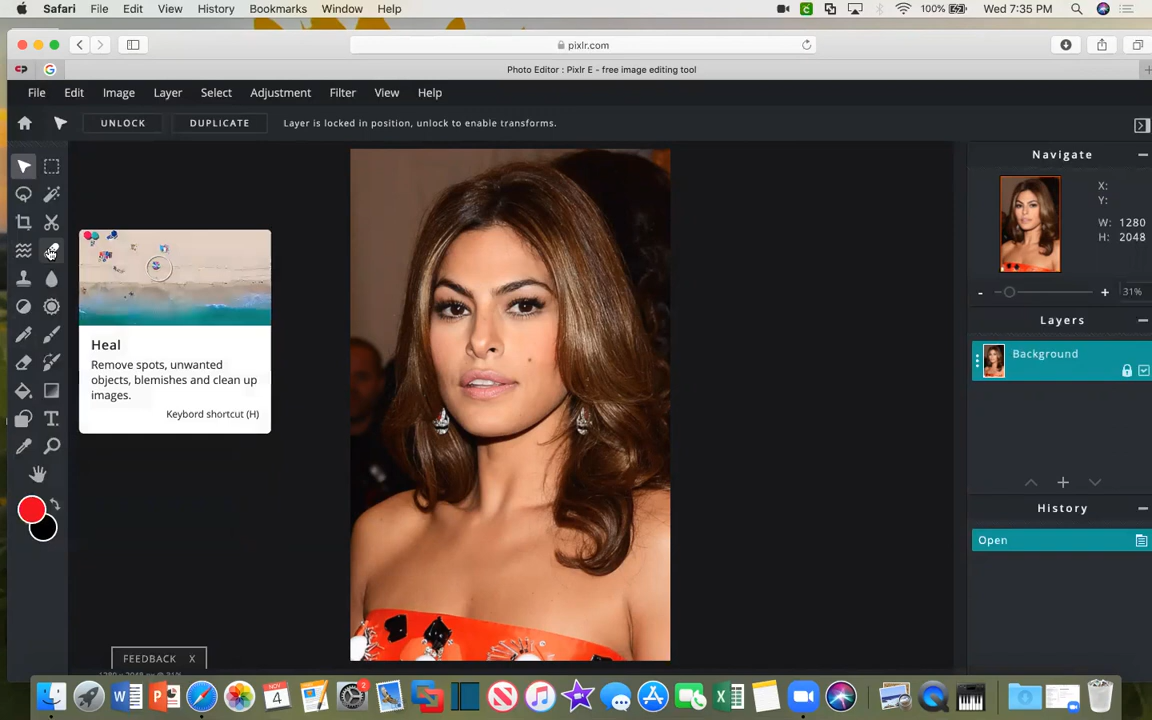 Safari File Edit View History Bookmarks Window Help 100% Wed 7:35 PM
pixlr.com
Photo Editor : Pixlr E - free image editing tool
File Edit Image Layer Select Adjustment Filter View Help
UNLOCK DUPLICATE Layer is locked in position, unlock to enable transforms.
Navigate
X:
Y:
W: 1280
H: 2048
- + 31%
Layers
Background
Heal
Remove spots, unwanted
objects, blemishes and clean up
images.
Keybord shortcut (H)
History
Open
FEEDBACK X
NOV
4
2